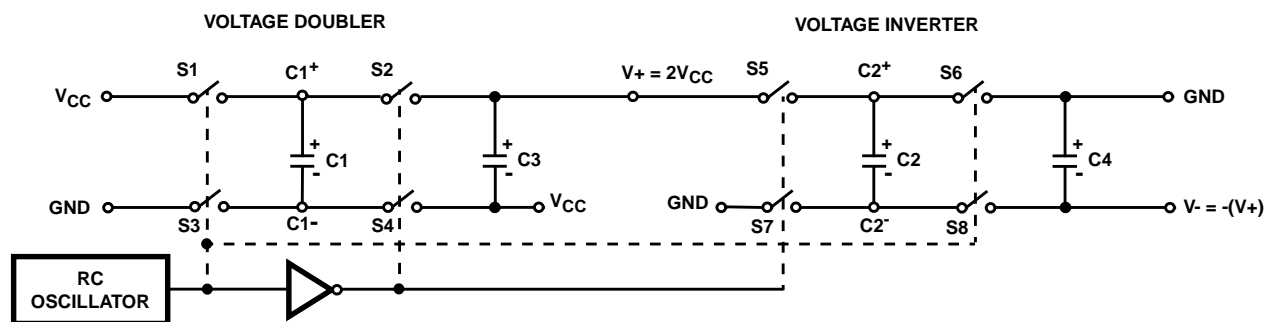 VOLTAGE DOUBLER
VOLTAGE INVERTER
S1
C1+
S2
V+ = 2VCC
S5
C2+
S6
VCC
GND
+
C1
-
+
C3
-
+
C2
-
+
C4
-
GND
S3
C1-
S4
VCC
GND
S7
C2-
S8
V- = -(V+)
RC
OSCILLATOR